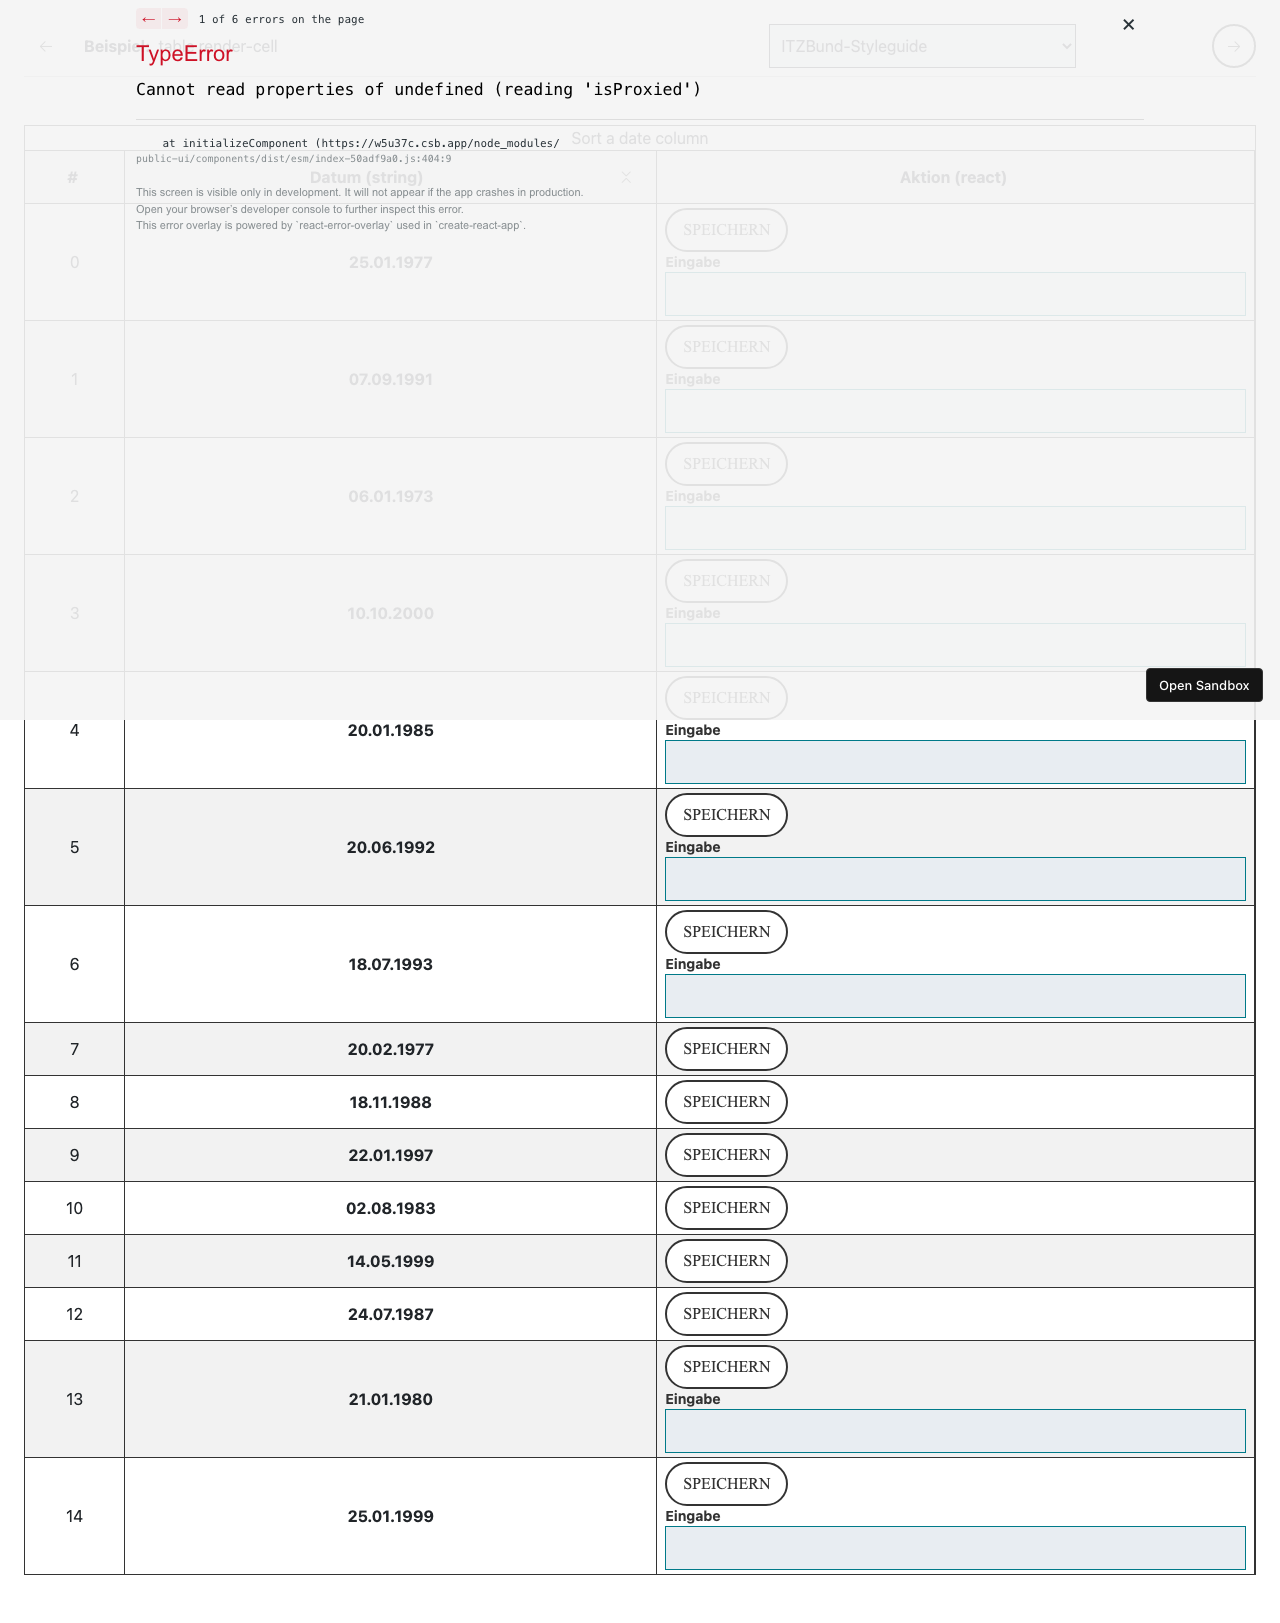 ← → 1 of 6 errors on the page ✕
← Beispiel table render-cell ITZBund-Styleguide →
TypeError
Cannot read properties of undefined (reading 'isProxied')
Sort a date column
at initializeComponent (https://w5u37c.csb.app/node_modules/
public-ui/components/dist/esm/index-50adf9a0.js:404:9
# Datum (string) Aktion (react)
This screen is visible only in development. It will not appear if the app crashes in production.
Open your browser's developer console to further inspect this error.
This error overlay is powered by `react-error-overlay` used in `create-react-app`.
SPEICHERN
0 25.01.1977 Eingabe
SPEICHERN
1 07.09.1991 Eingabe
SPEICHERN
2 06.01.1973 Eingabe
SPEICHERN
3 10.10.2000 Eingabe
Open Sandbox
SPEICHERN
4 20.01.1985 Eingabe
SPEICHERN
5 20.06.1992 Eingabe
SPEICHERN
6 18.07.1993 Eingabe
7 20.02.1977 SPEICHERN
8 18.11.1988 SPEICHERN
9 22.01.1997 SPEICHERN
10 02.08.1983 SPEICHERN
11 14.05.1999 SPEICHERN
12 24.07.1987 SPEICHERN
SPEICHERN
13 21.01.1980 Eingabe
SPEICHERN
14 25.01.1999 Eingabe